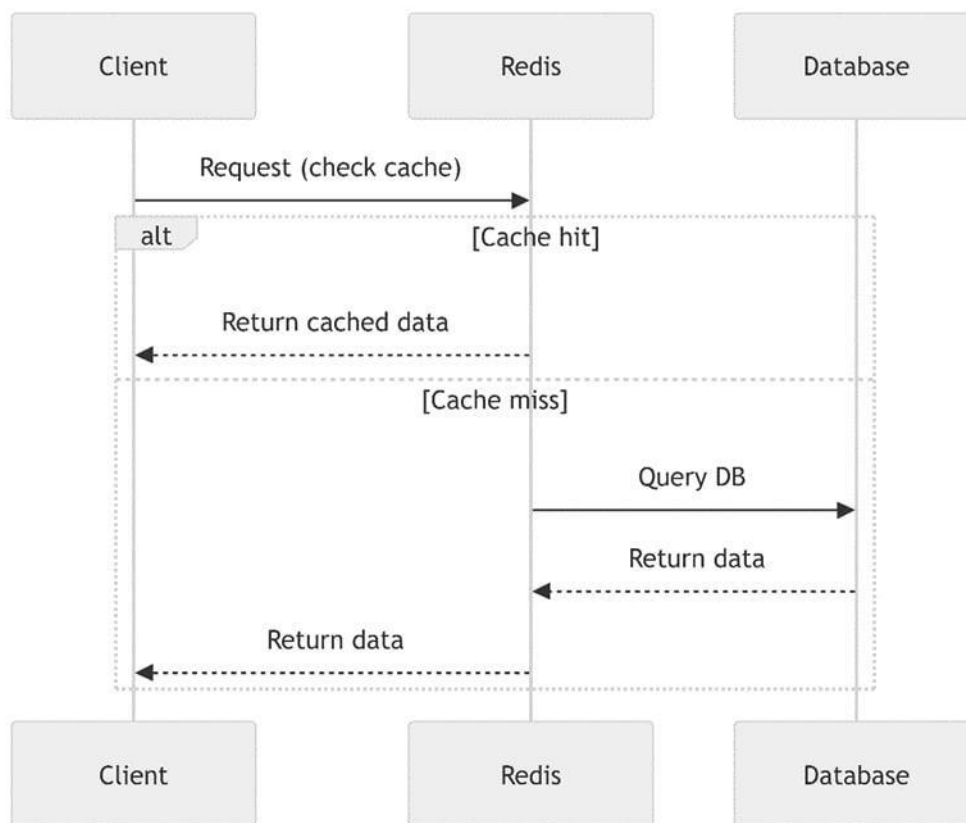 Client
Redis
Database
Request (check cache)
alt
[Cache hit]
Return cached data
[Cache miss]
Query DB
Return data
Return data
Client
Redis
Database